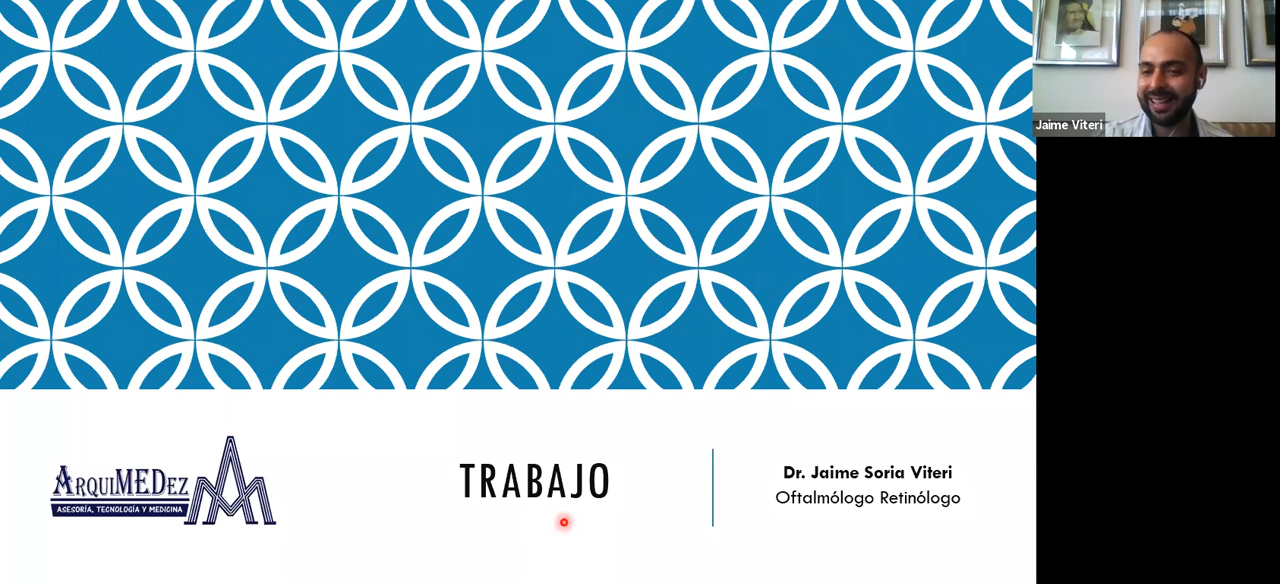 ARQUIMEDEZ
ASESORÍA, TECNOLOGÍA Y MEDICINA
TRABAJO
Dr. Jaime Soria Viteri
Oftalmólogo Retinólogo
Jaime Viteri